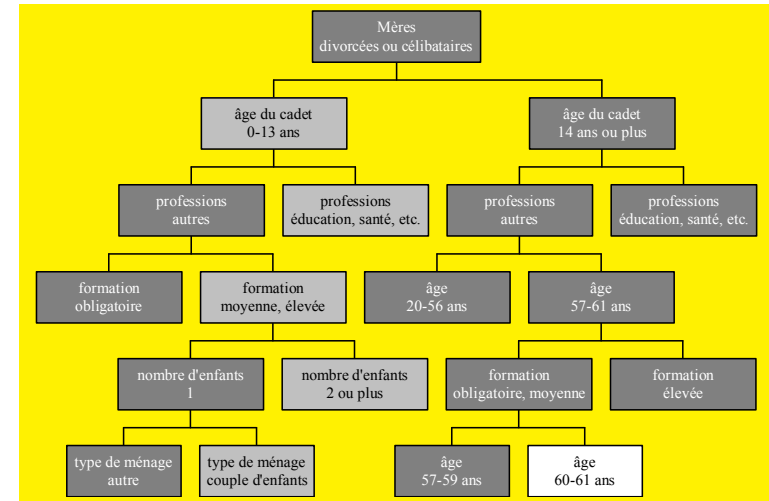 Mères
divorcées ou célibataires
âge du cadet
0-13 ans
âge du cadet
14 ans ou plus
professions
autres
professions
éducation, santé, etc.
professions
autres
professions
éducation, santé, etc.
formation
obligatoire
formation
moyenne, élevée
âge
20-56 ans
âge
57-61 ans
nombre d'enfants
1
nombre d'enfants
2 ou plus
formation
obligatoire, moyenne
formation
élevée
type de ménage
autre
type de ménage
couple d'enfants
âge
57-59 ans
âge
60-61 ans